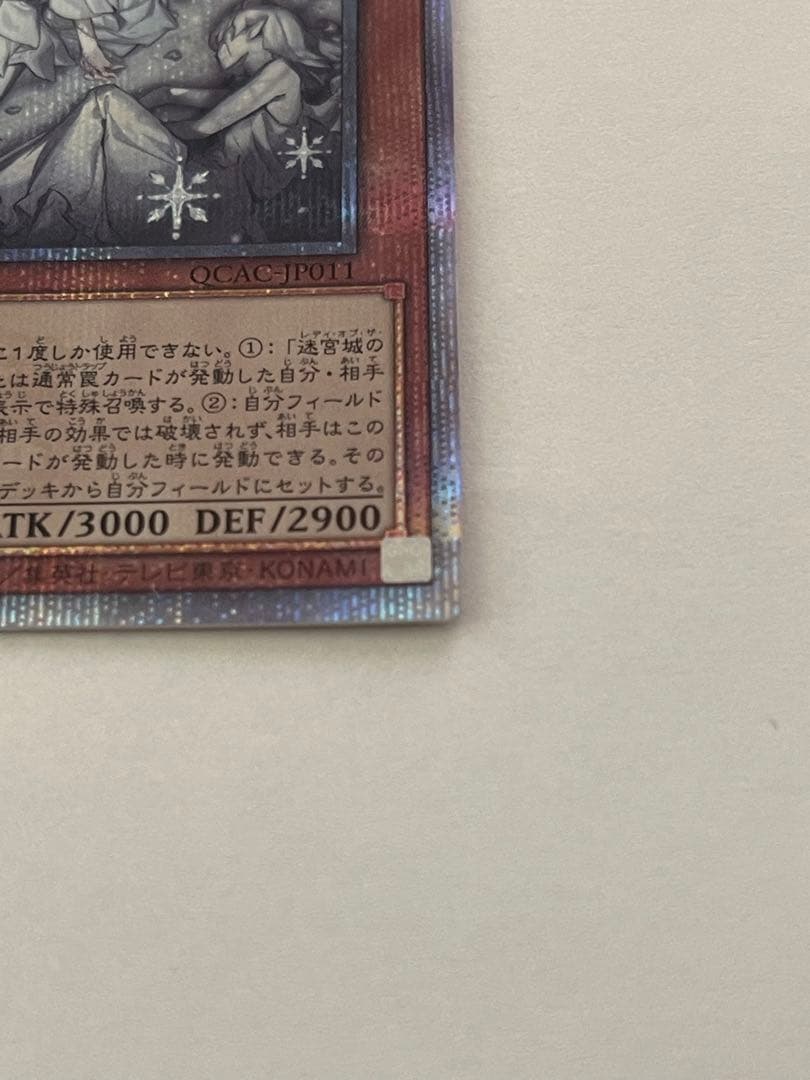 QCAC-JP011
に1度しか使用できない。①：「迷宮城の
たは通常罠カードが発動した自分・相手
表示で特殊召喚する。②：自分フィールド
相手の効果では破壊されず、相手はこの
ードが発動した時に発動できる。その
デッキから自分フィールドにセットする。
ATK/3000 DEF/2900
／集英社・テレビ東京・KONAMI